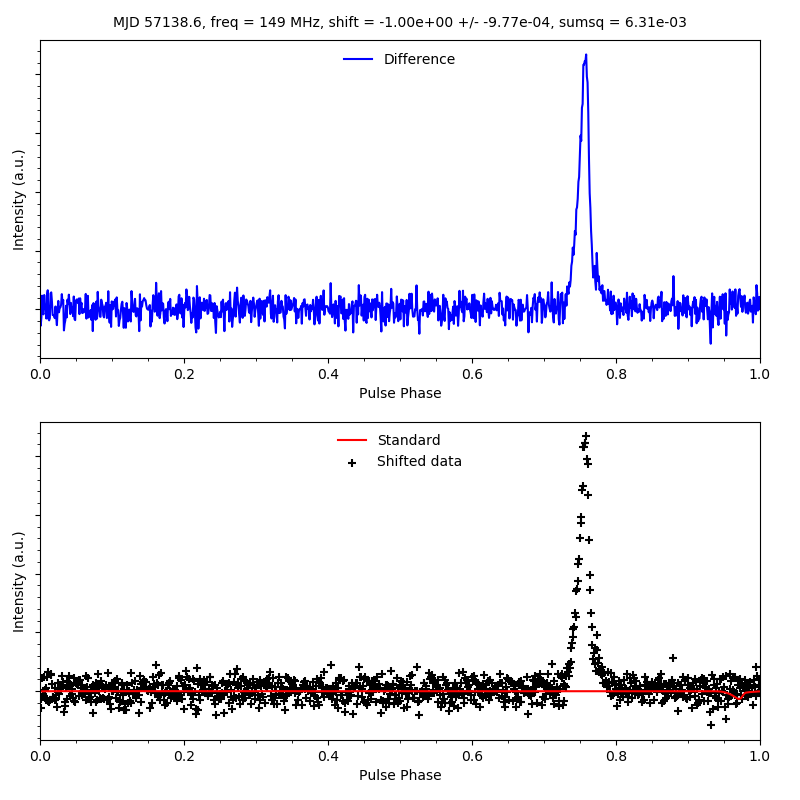 MJD 57138.6, freq = 149 MHz, shift = -1.00e+00 +/- -9.77e-04, sumsq = 6.31e-03
Difference
Intensity (a.u.)
0.0 0.2 0.4 0.6 0.8 1.0
Pulse Phase
Standard
Shifted data
Intensity (a.u.)
0.0 0.2 0.4 0.6 0.8 1.0
Pulse Phase